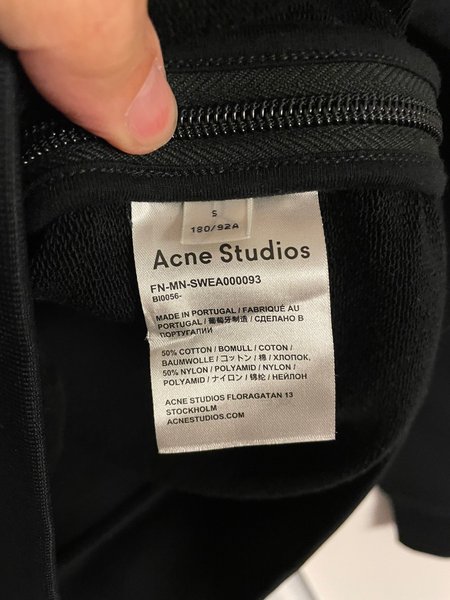 S
180/92A
Acne Studios
FN-MN-SWEA000093
BI0056-
MADE IN PORTUGAL / FABRIQUÉ AU
PORTUGAL / 葡萄牙制造 / СДЕЛАНО В
ПОРТУГАЛИИ
50% COTTON / BOMULL / COTON /
BAUMWOLLE / コットン / 棉 / ХЛОПОК,
50% NYLON / POLYAMID / NYLON /
POLYAMID / ナイロン / 锦纶 / НЕЙЛОН
ACNE STUDIOS FLORAGATAN 13
STOCKHOLM
ACNESTUDIOS.COM